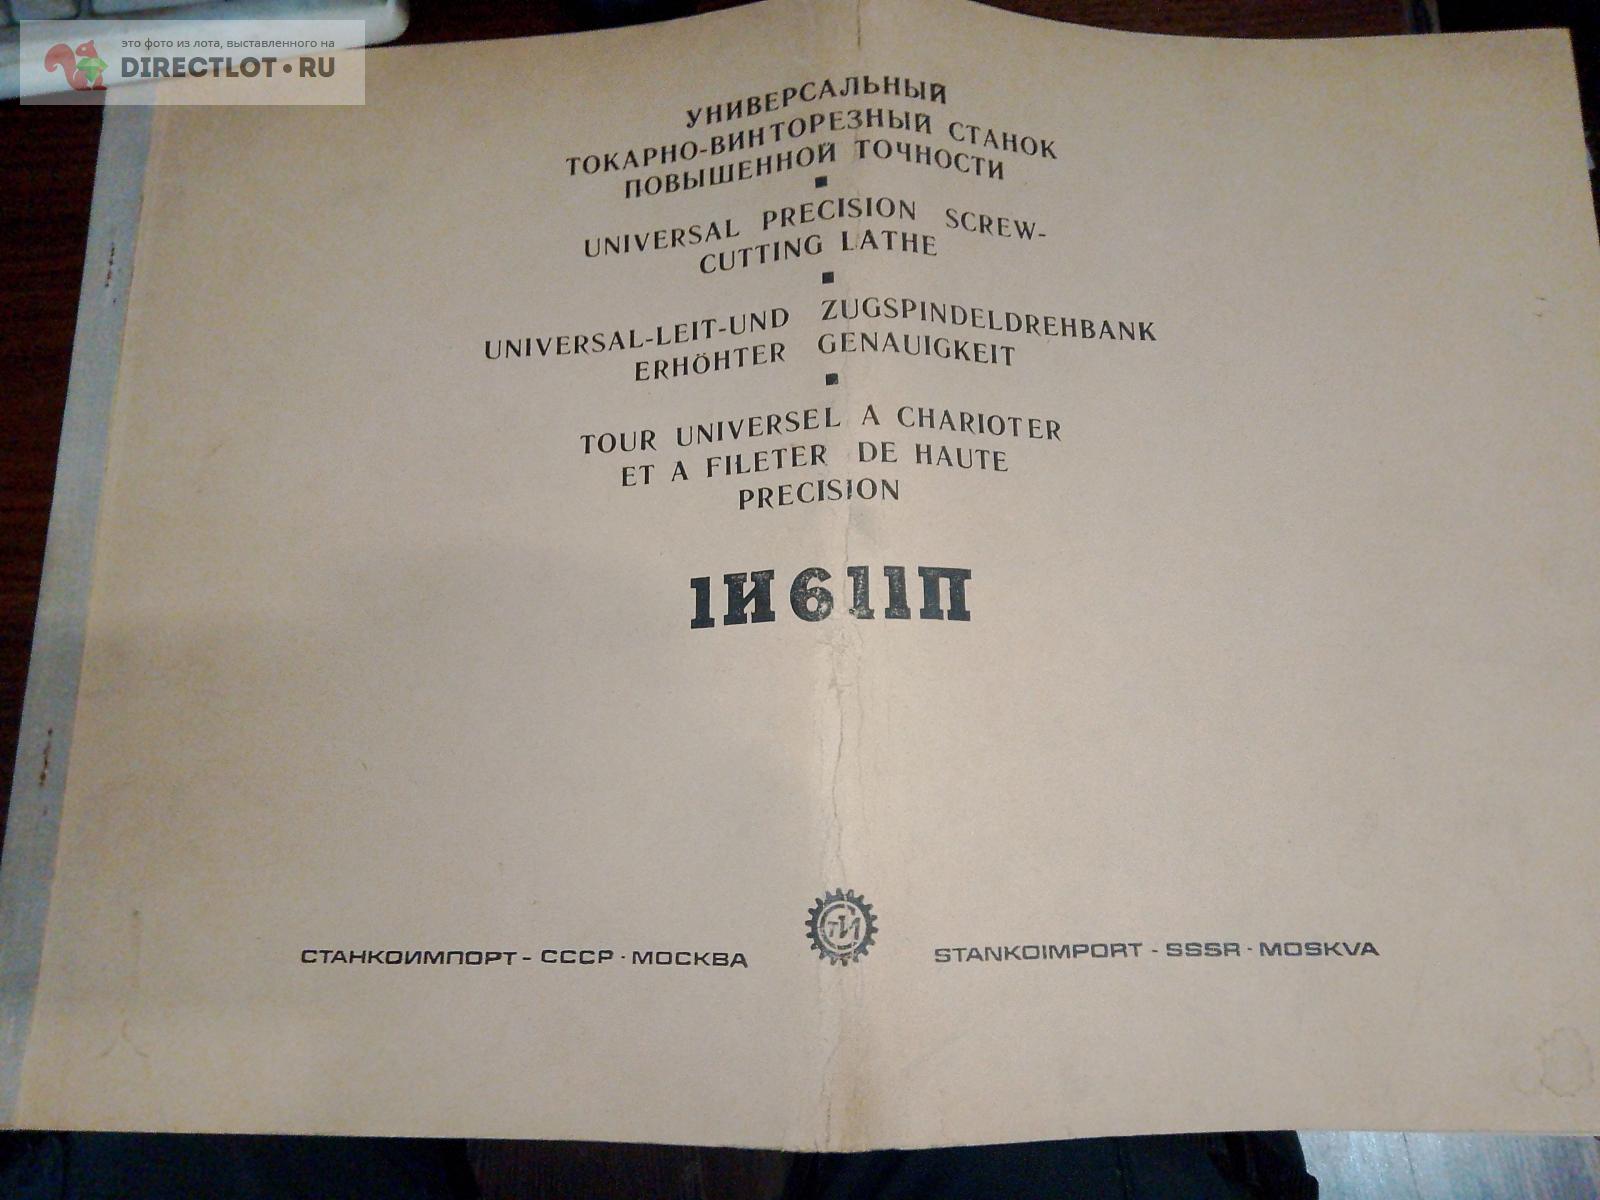 это фото из лота, выставленного на
DIRECTLOT.RU
УНИВЕРСАЛЬНЫЙ
ТОКАРНО-ВИНТОРЕЗНЫЙ СТАНОК
ПОВЫШЕННОЙ ТОЧНОСТИ
UNIVERSAL PRECISION SCREW-
CUTTING LATHE
UNIVERSAL-LEIT-UND ZUGSPINDELDREHBANK
ERHÖHTER GENAUIGKEIT
TOUR UNIVERSEL A CHARIOTER
ET A FILETER DE HAUTE
PRECISION
1И611П
СТАНКОИМПОРТ - СССР · МОСКВА
STANKOIMPORT - SSSR · MOSKVA